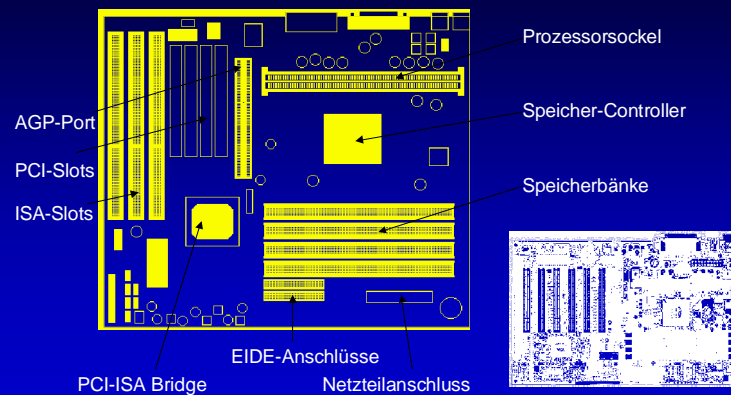 Prozessorsockel
AGP-Port
Speicher-Controller
PCI-Slots
Speicherbänke
ISA-Slots
EIDE-Anschlüsse
PCI-ISA Bridge
Netzteilanschluss